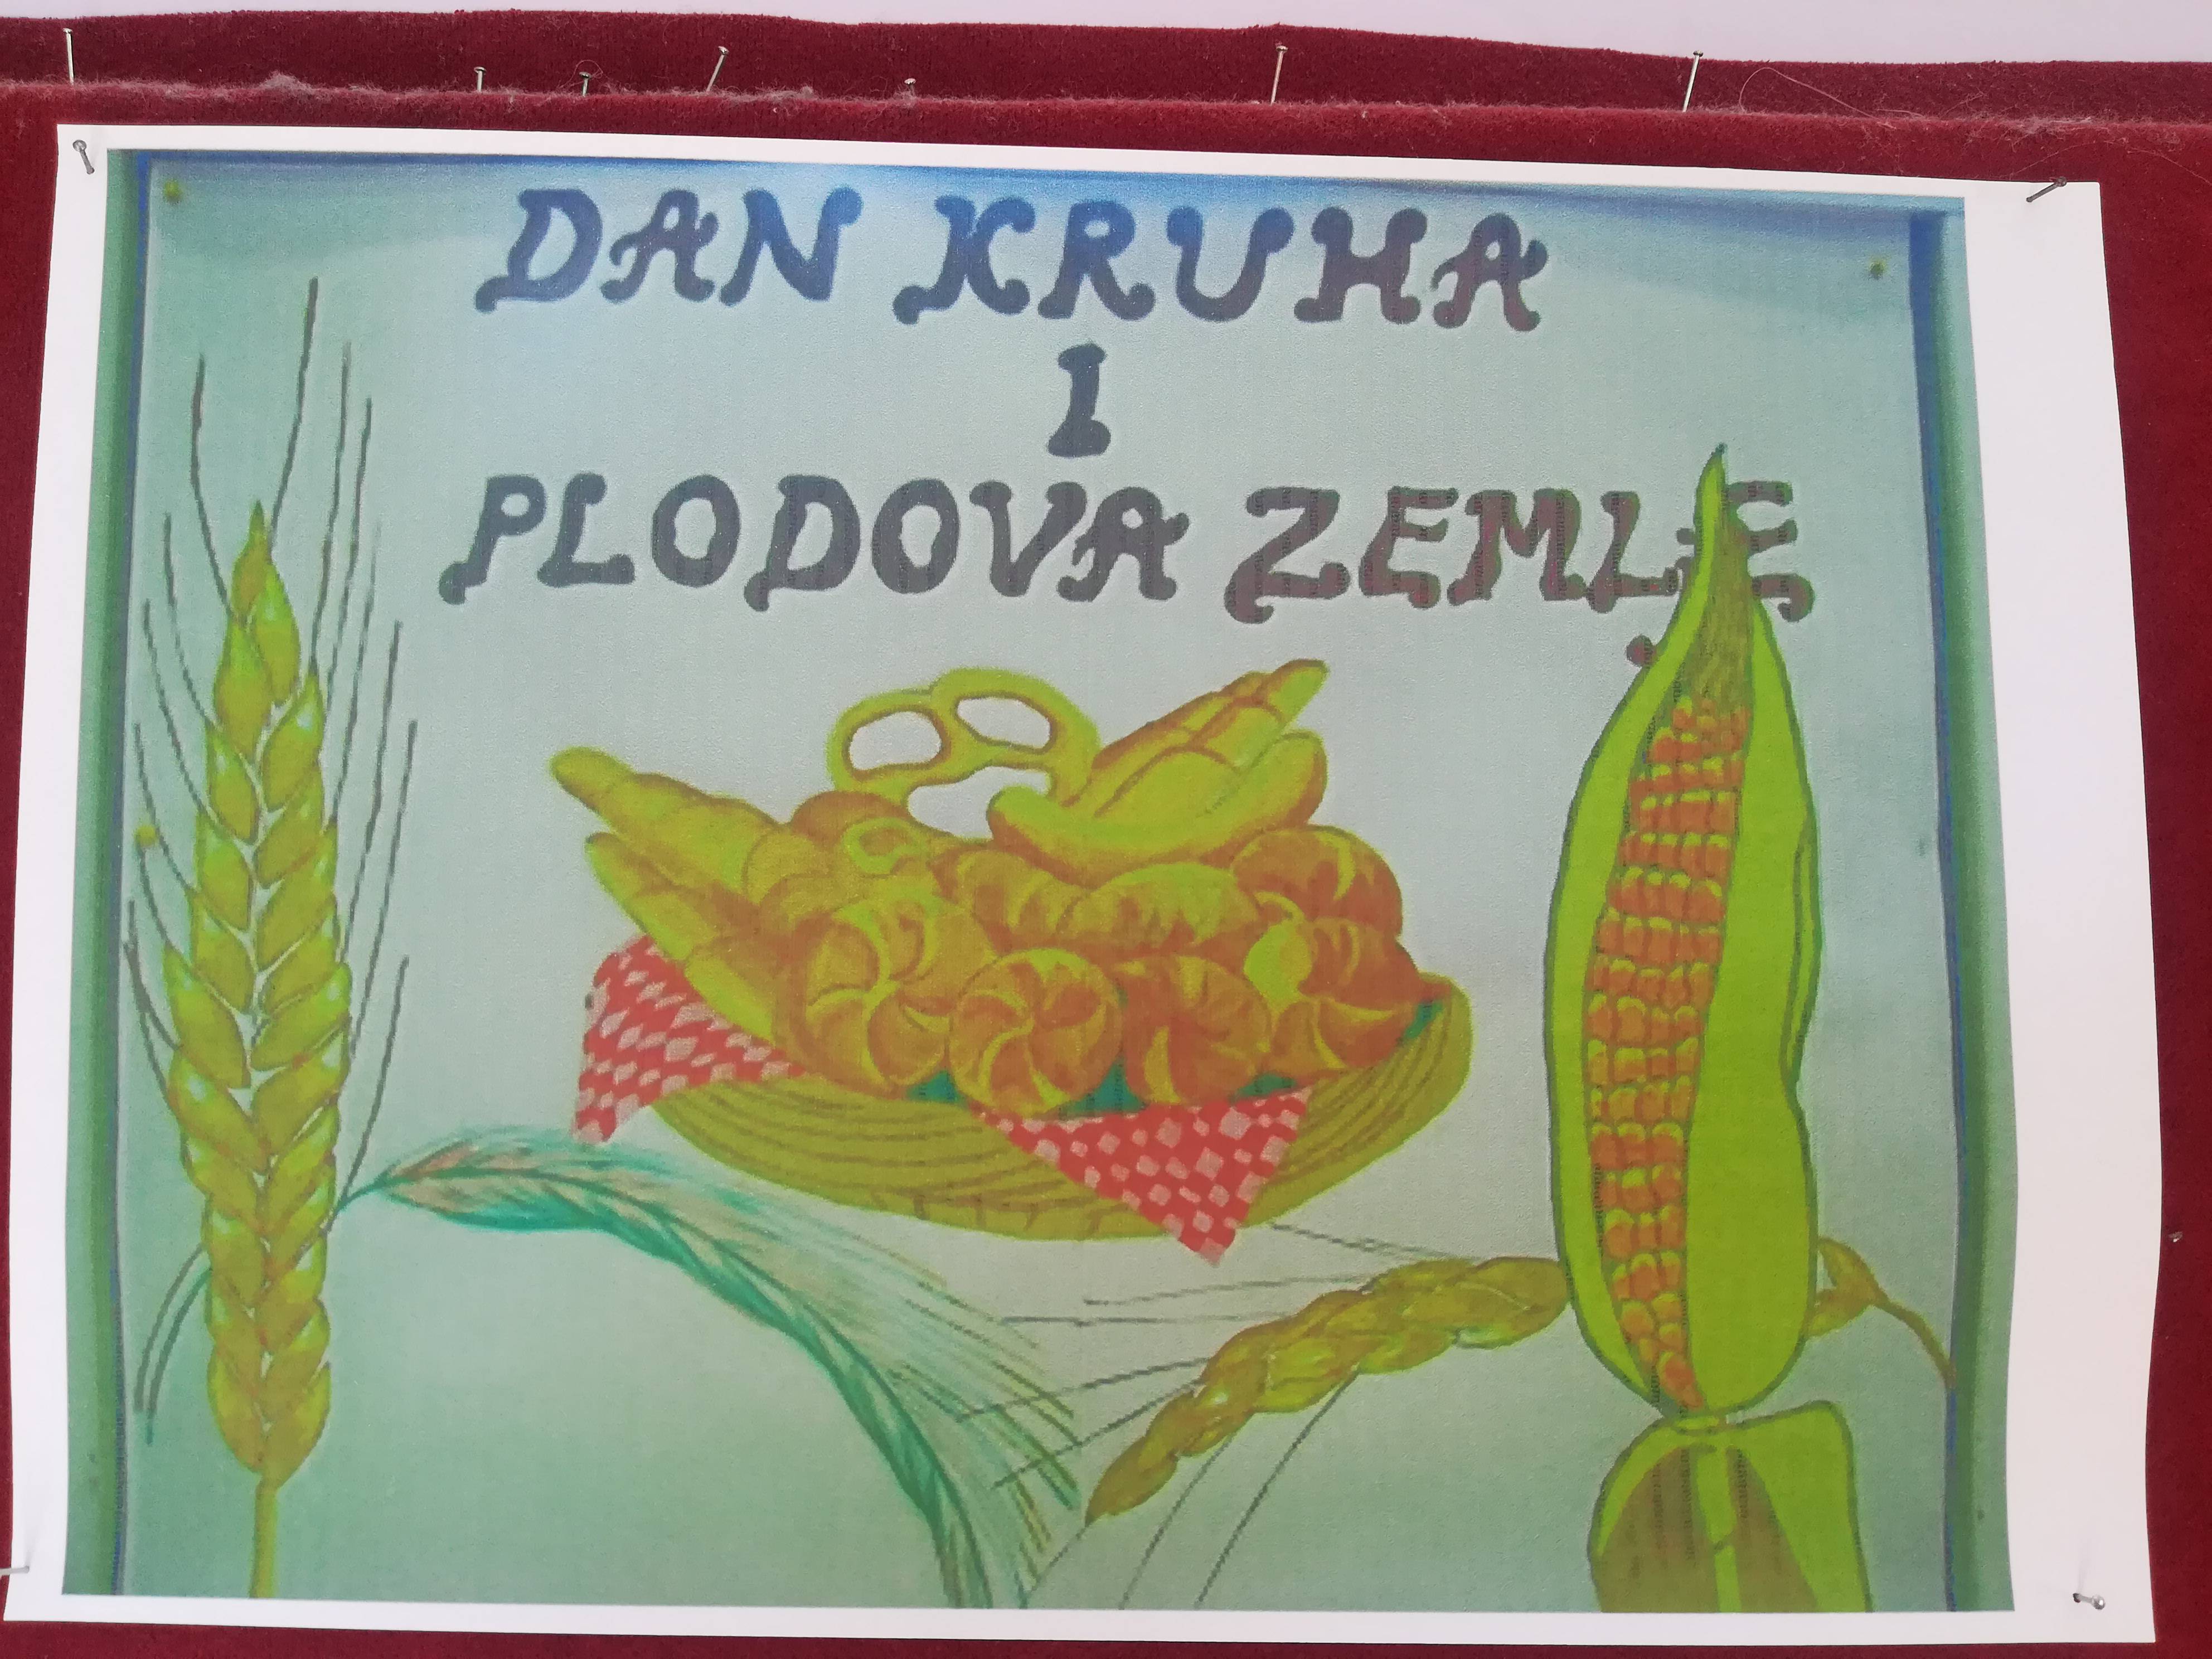 DAN KRUHA
I
PLODOVA ZEMLJE